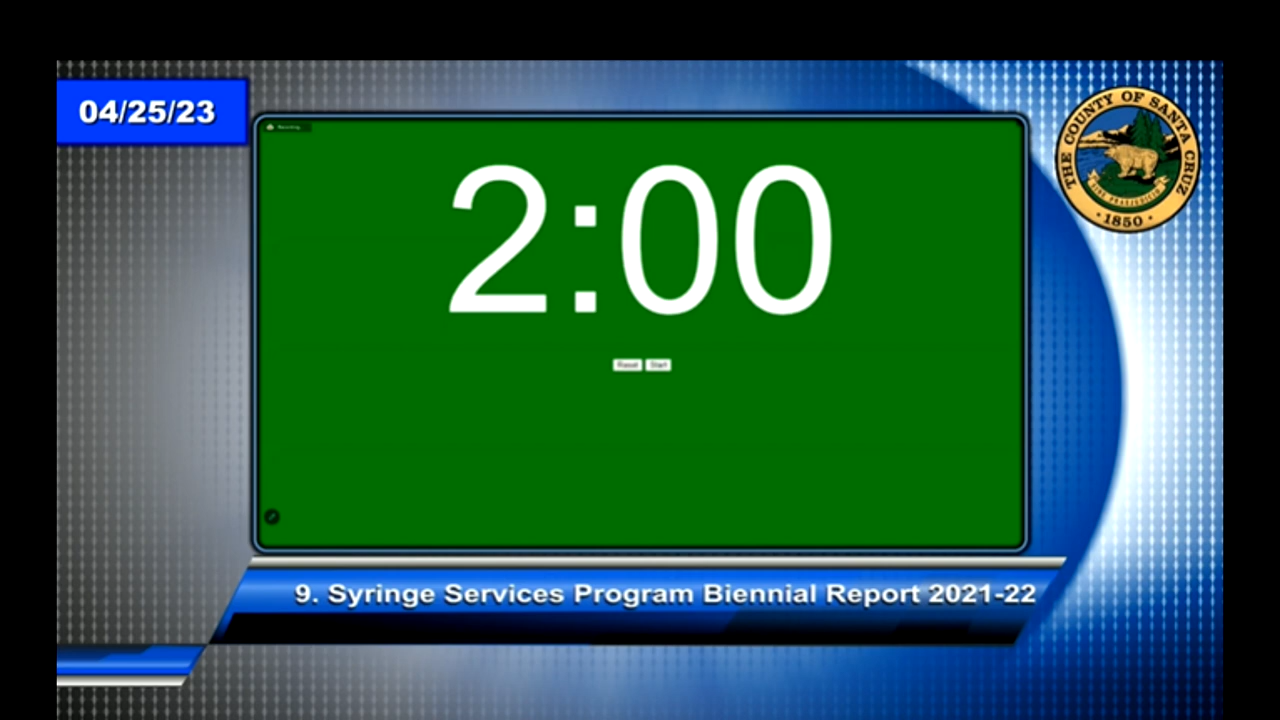 04/25/23
Recording
2:00
Reset Start
THE COUNTY OF SANTA CRUZ
1850
9. Syringe Services Program Biennial Report 2021-22